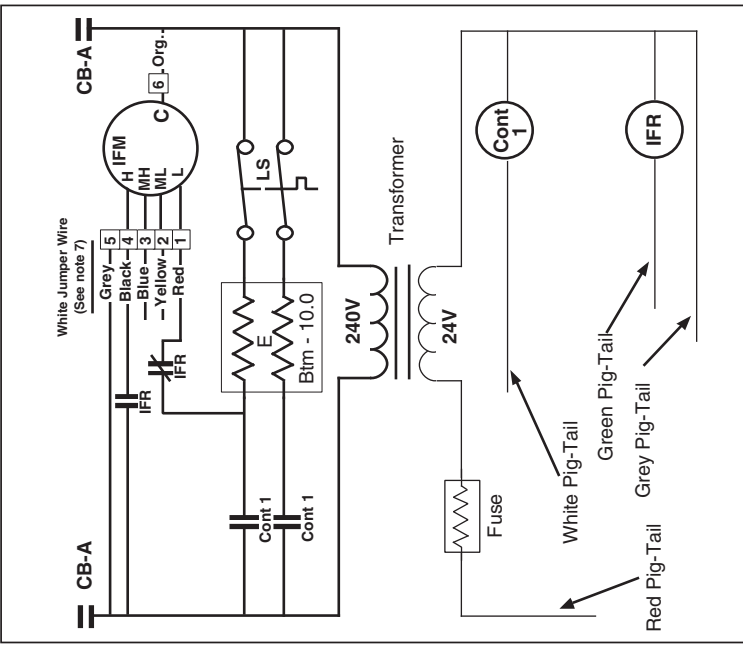 CB-A
CB-A
White Jumper Wire
(See note 7)
Grey
5
Black
4
Blue
3
Yellow
2
Red
1
IFM
H
MH
ML
L
C
6
Org.
IFR
IFR
LS
E
Btm - 10.0
Cont 1
Cont 1
240V
Transformer
24V
Fuse
Cont
1
IFR
White Pig-Tail
Green Pig-Tail
Grey Pig-Tail
Red Pig-Tail